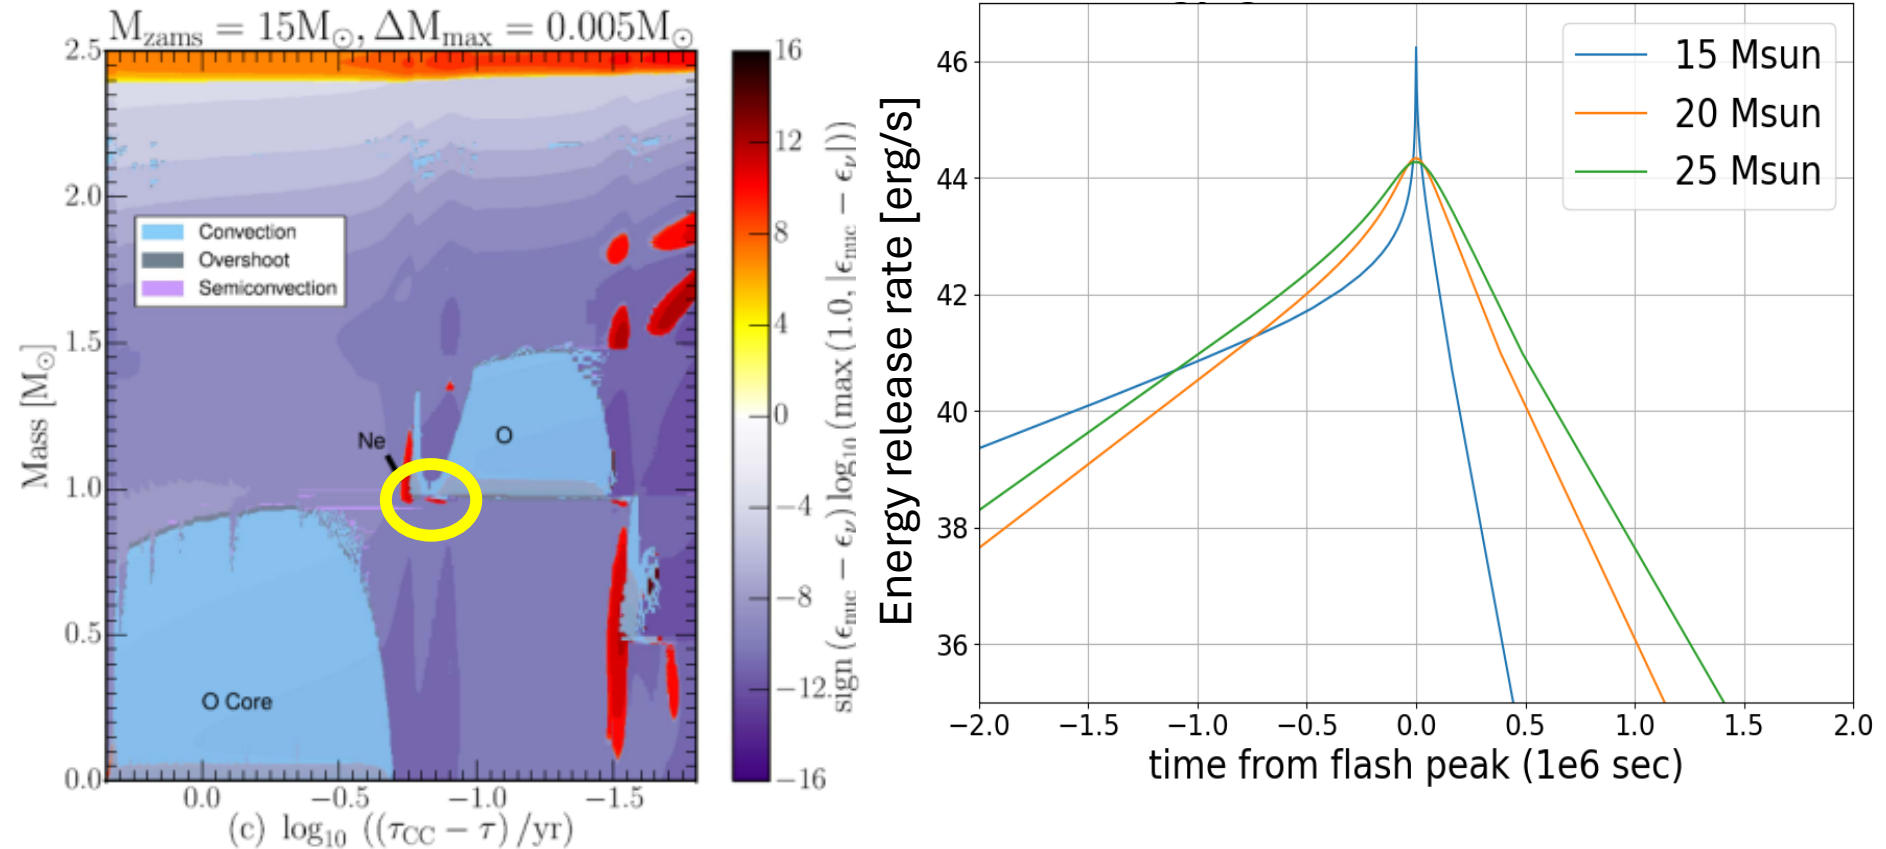 M_zams = 15M_⊙, ΔM_max = 0.005M_⊙
2.5
2.0
1.5
1.0
0.5
0.0
Mass [M_⊙]
Convection
Overshoot
Semiconvection
Ne
O
O Core
0.0 −0.5 −1.0 −1.5
(c) log₁₀ ((τ_CC − τ) /yr)
16
12
8
4
0
−4
−8
−12
−16
sign (ϵ_nuc − ϵ_ν) log₁₀ (max (1.0, |ϵ_nuc − ϵ_ν|))
Energy release rate [erg/s]
46
44
42
40
38
36
15 Msun
20 Msun
25 Msun
−2.0 −1.5 −1.0 −0.5 0.0 0.5 1.0 1.5 2.0
time from flash peak (1e6 sec)